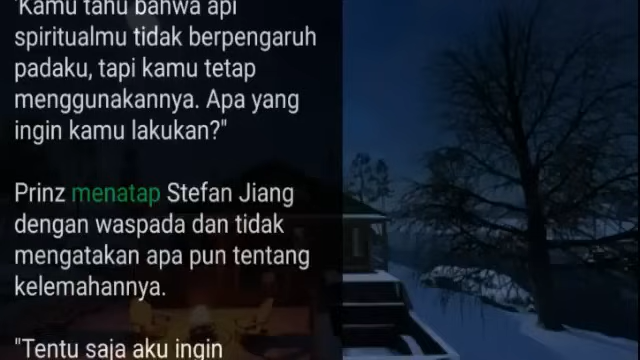 "Kamu tahu bahwa api
spiritualmu tidak berpengaruh
padaku, tapi kamu tetap
menggunakannya. Apa yang
ingin kamu lakukan?"
Prinz menatap Stefan Jiang
dengan waspada dan tidak
mengatakan apa pun tentang
kelemahannya.
"Tentu saja aku ingin